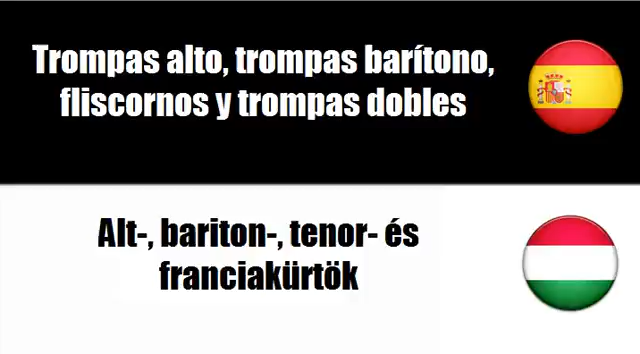 Trompas alto, trompas barítono,
fliscornos y trompas dobles
Alt-, bariton-, tenor- és
franciakürtök